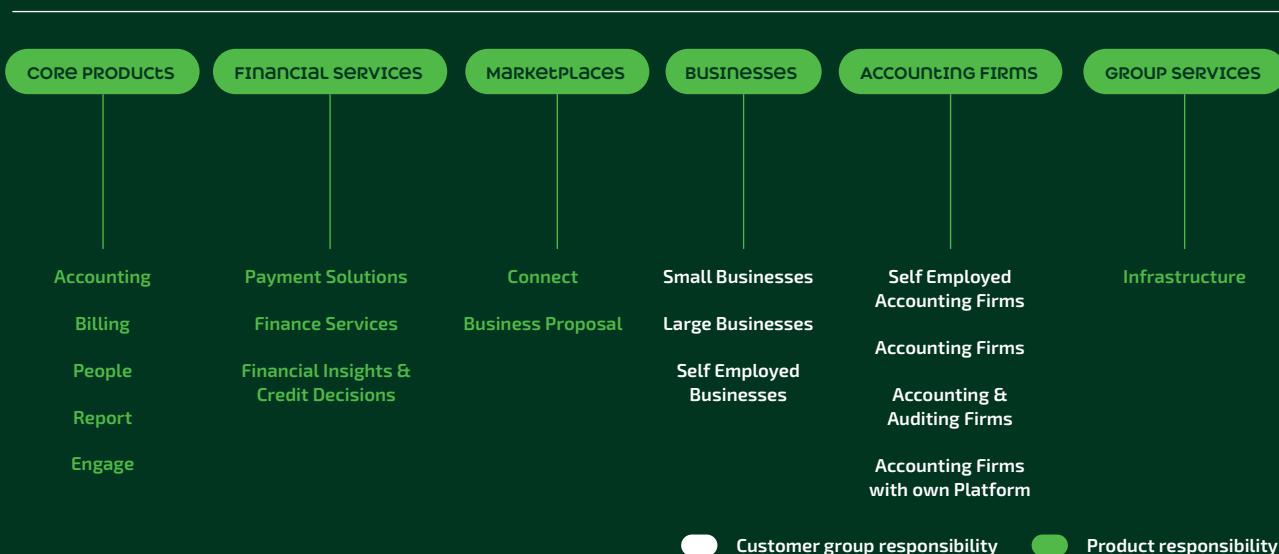 CORE PRODUCTS
FINANCIAL SERVICES
MARKETPLACES
BUSINESSES
ACCOUNTING FIRMS
GROUP SERVICES
Accounting
Billing
People
Report
Engage
Payment Solutions
Finance Services
Financial Insights &
Credit Decisions
Connect
Business Proposal
Small Businesses
Large Businesses
Self Employed
Businesses
Self Employed
Accounting Firms
Accounting Firms
Accounting &
Auditing Firms
Accounting Firms
with own Platform
Infrastructure
Customer group responsibility
Product responsibility